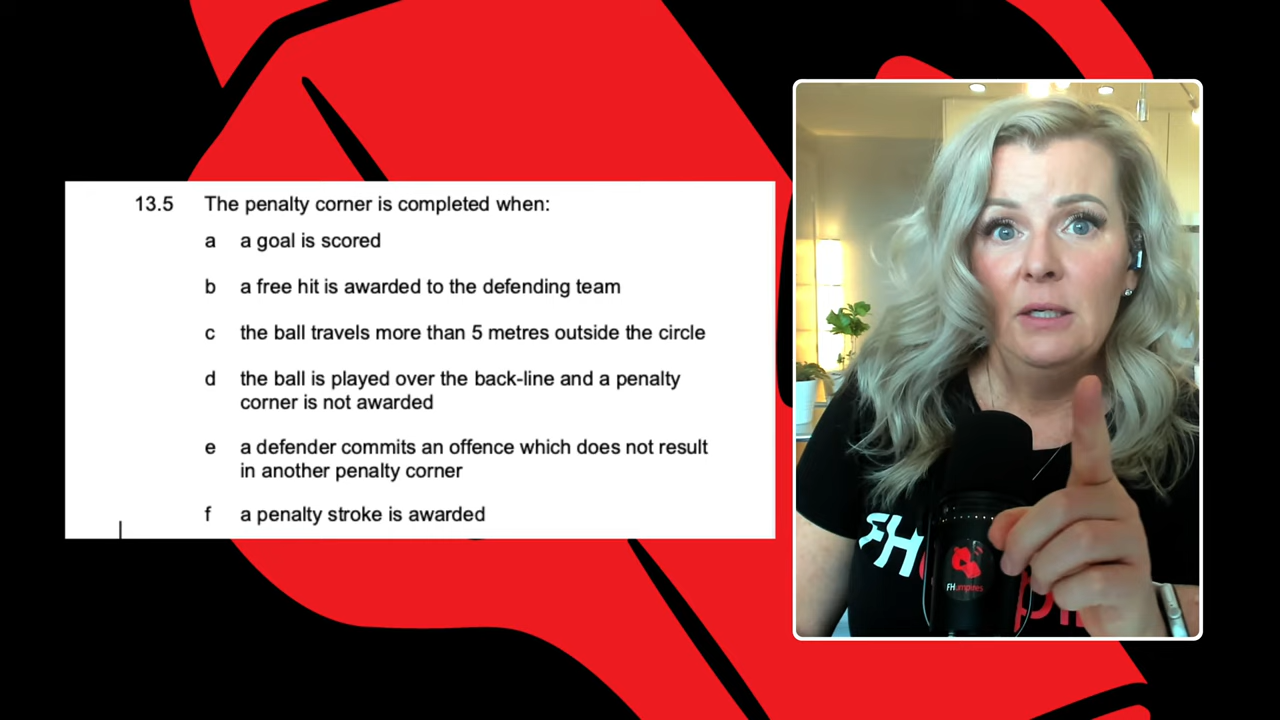 13.5 The penalty corner is completed when:
a a goal is scored
b a free hit is awarded to the defending team
c the ball travels more than 5 metres outside the circle
d the ball is played over the back-line and a penalty
corner is not awarded
e a defender commits an offence which does not result
in another penalty corner
f a penalty stroke is awarded
FH
FHumpires